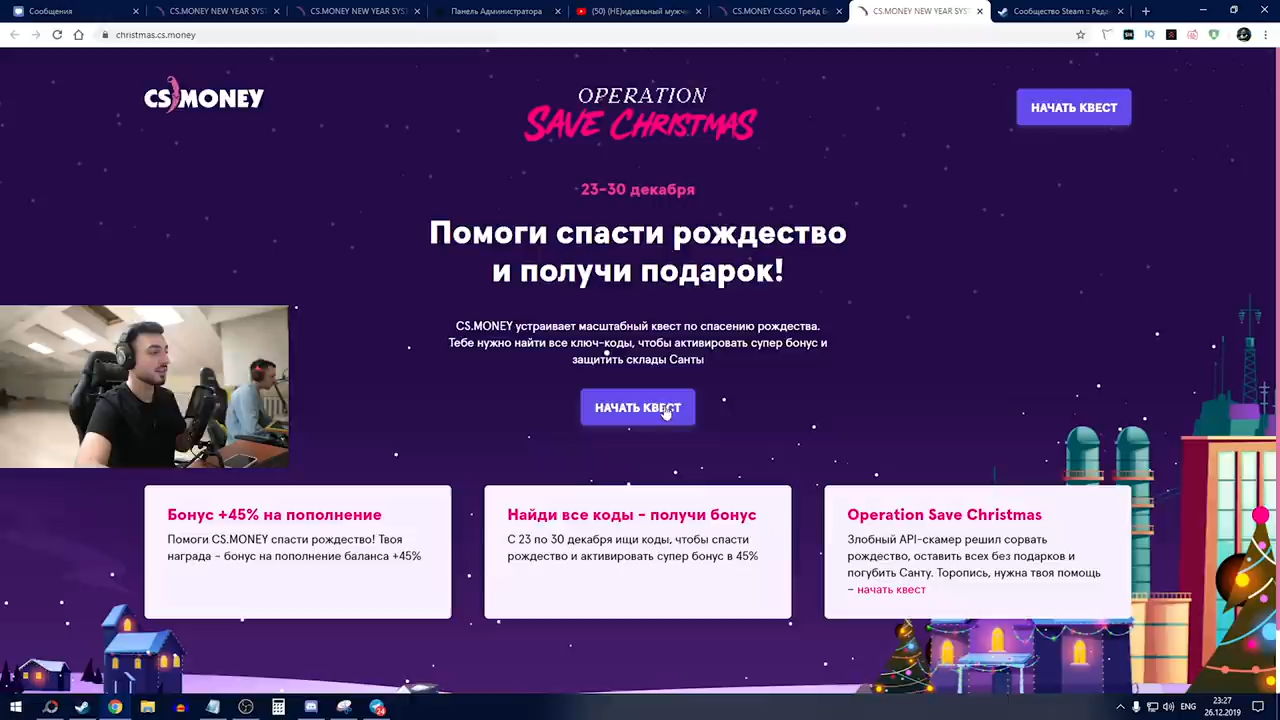 Сообщения
CS.MONEY NEW YEAR SYST
CS.MONEY NEW YEAR SYST
Панель Администратора
(50) (НЕ)идеальный мужчи
CS.MONEY CS:GO Трейд Б
CS.MONEY NEW YEAR SYST
Сообщество Steam :: Реда
christmas.cs.money
CS MONEY
OPERATION
SAVE CHRISTMAS
НАЧАТЬ КВЕСТ
23-30 декабря
Помоги спасти рождество
и получи подарок!
CS.MONEY устраивает масштабный квест по спасению рождества.
Тебе нужно найти все ключ-коды, чтобы активировать супер бонус и
защитить склады Санты
НАЧАТЬ КВЕСТ
Бонус +45% на пополнение
Помоги CS.MONEY спасти рождество! Твоя
награда – бонус на пополнение баланса +45%
Найди все коды – получи бонус
С 23 по 30 декабря ищи коды, чтобы спасти
рождество и активировать супер бонус в 45%
Operation Save Christmas
Злобный API-скамер решил сорвать
рождество, оставить всех без подарков и
погубить Санту. Торопись, нужна твоя помощь
– начать квест
24
ENG
23:27
26.12.2019